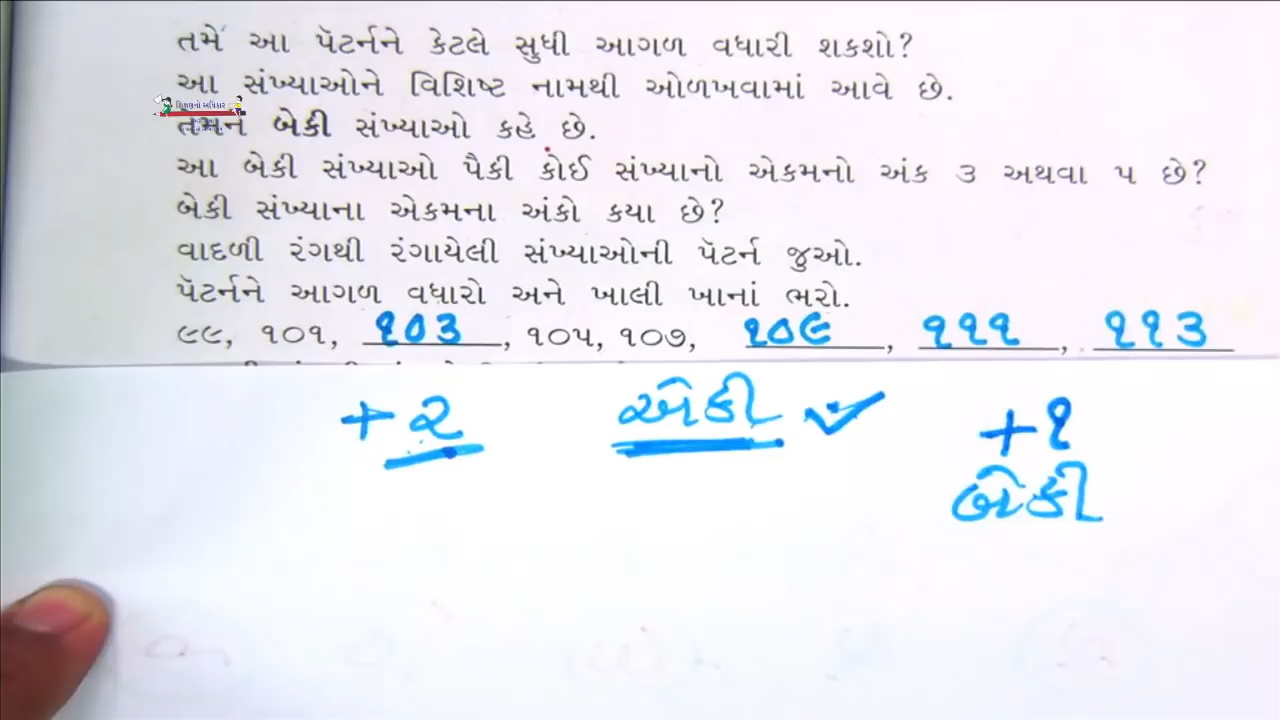 તમે આ પૅટર્નને કેટલે સુધી આગળ વધારી શકશો?
આ સંખ્યાઓને વિશિષ્ટ નામથી ઓળખવામાં આવે છે.
શિક્ષણનો અધિકાર
તેમને બેકી સંખ્યાઓ કહે છે.
આ બેકી સંખ્યાઓ પૈકી કોઈ સંખ્યાનો એકમનો અંક ૩ અથવા ૫ છે?
બેકી સંખ્યાના એકમના અંકો કયા છે?
વાદળી રંગથી રંગાયેલી સંખ્યાઓની પૅટર્ન જુઓ.
પૅટર્નને આગળ વધારો અને ખાલી ખાનાં ભરો.
૯૯, ૧૦૧, ૧૦૩, ૧૦૫, ૧૦૭, ૧૦૯, ૧૧૧, ૧૧૩
+૨ એકી ✓ +૧
બેકી